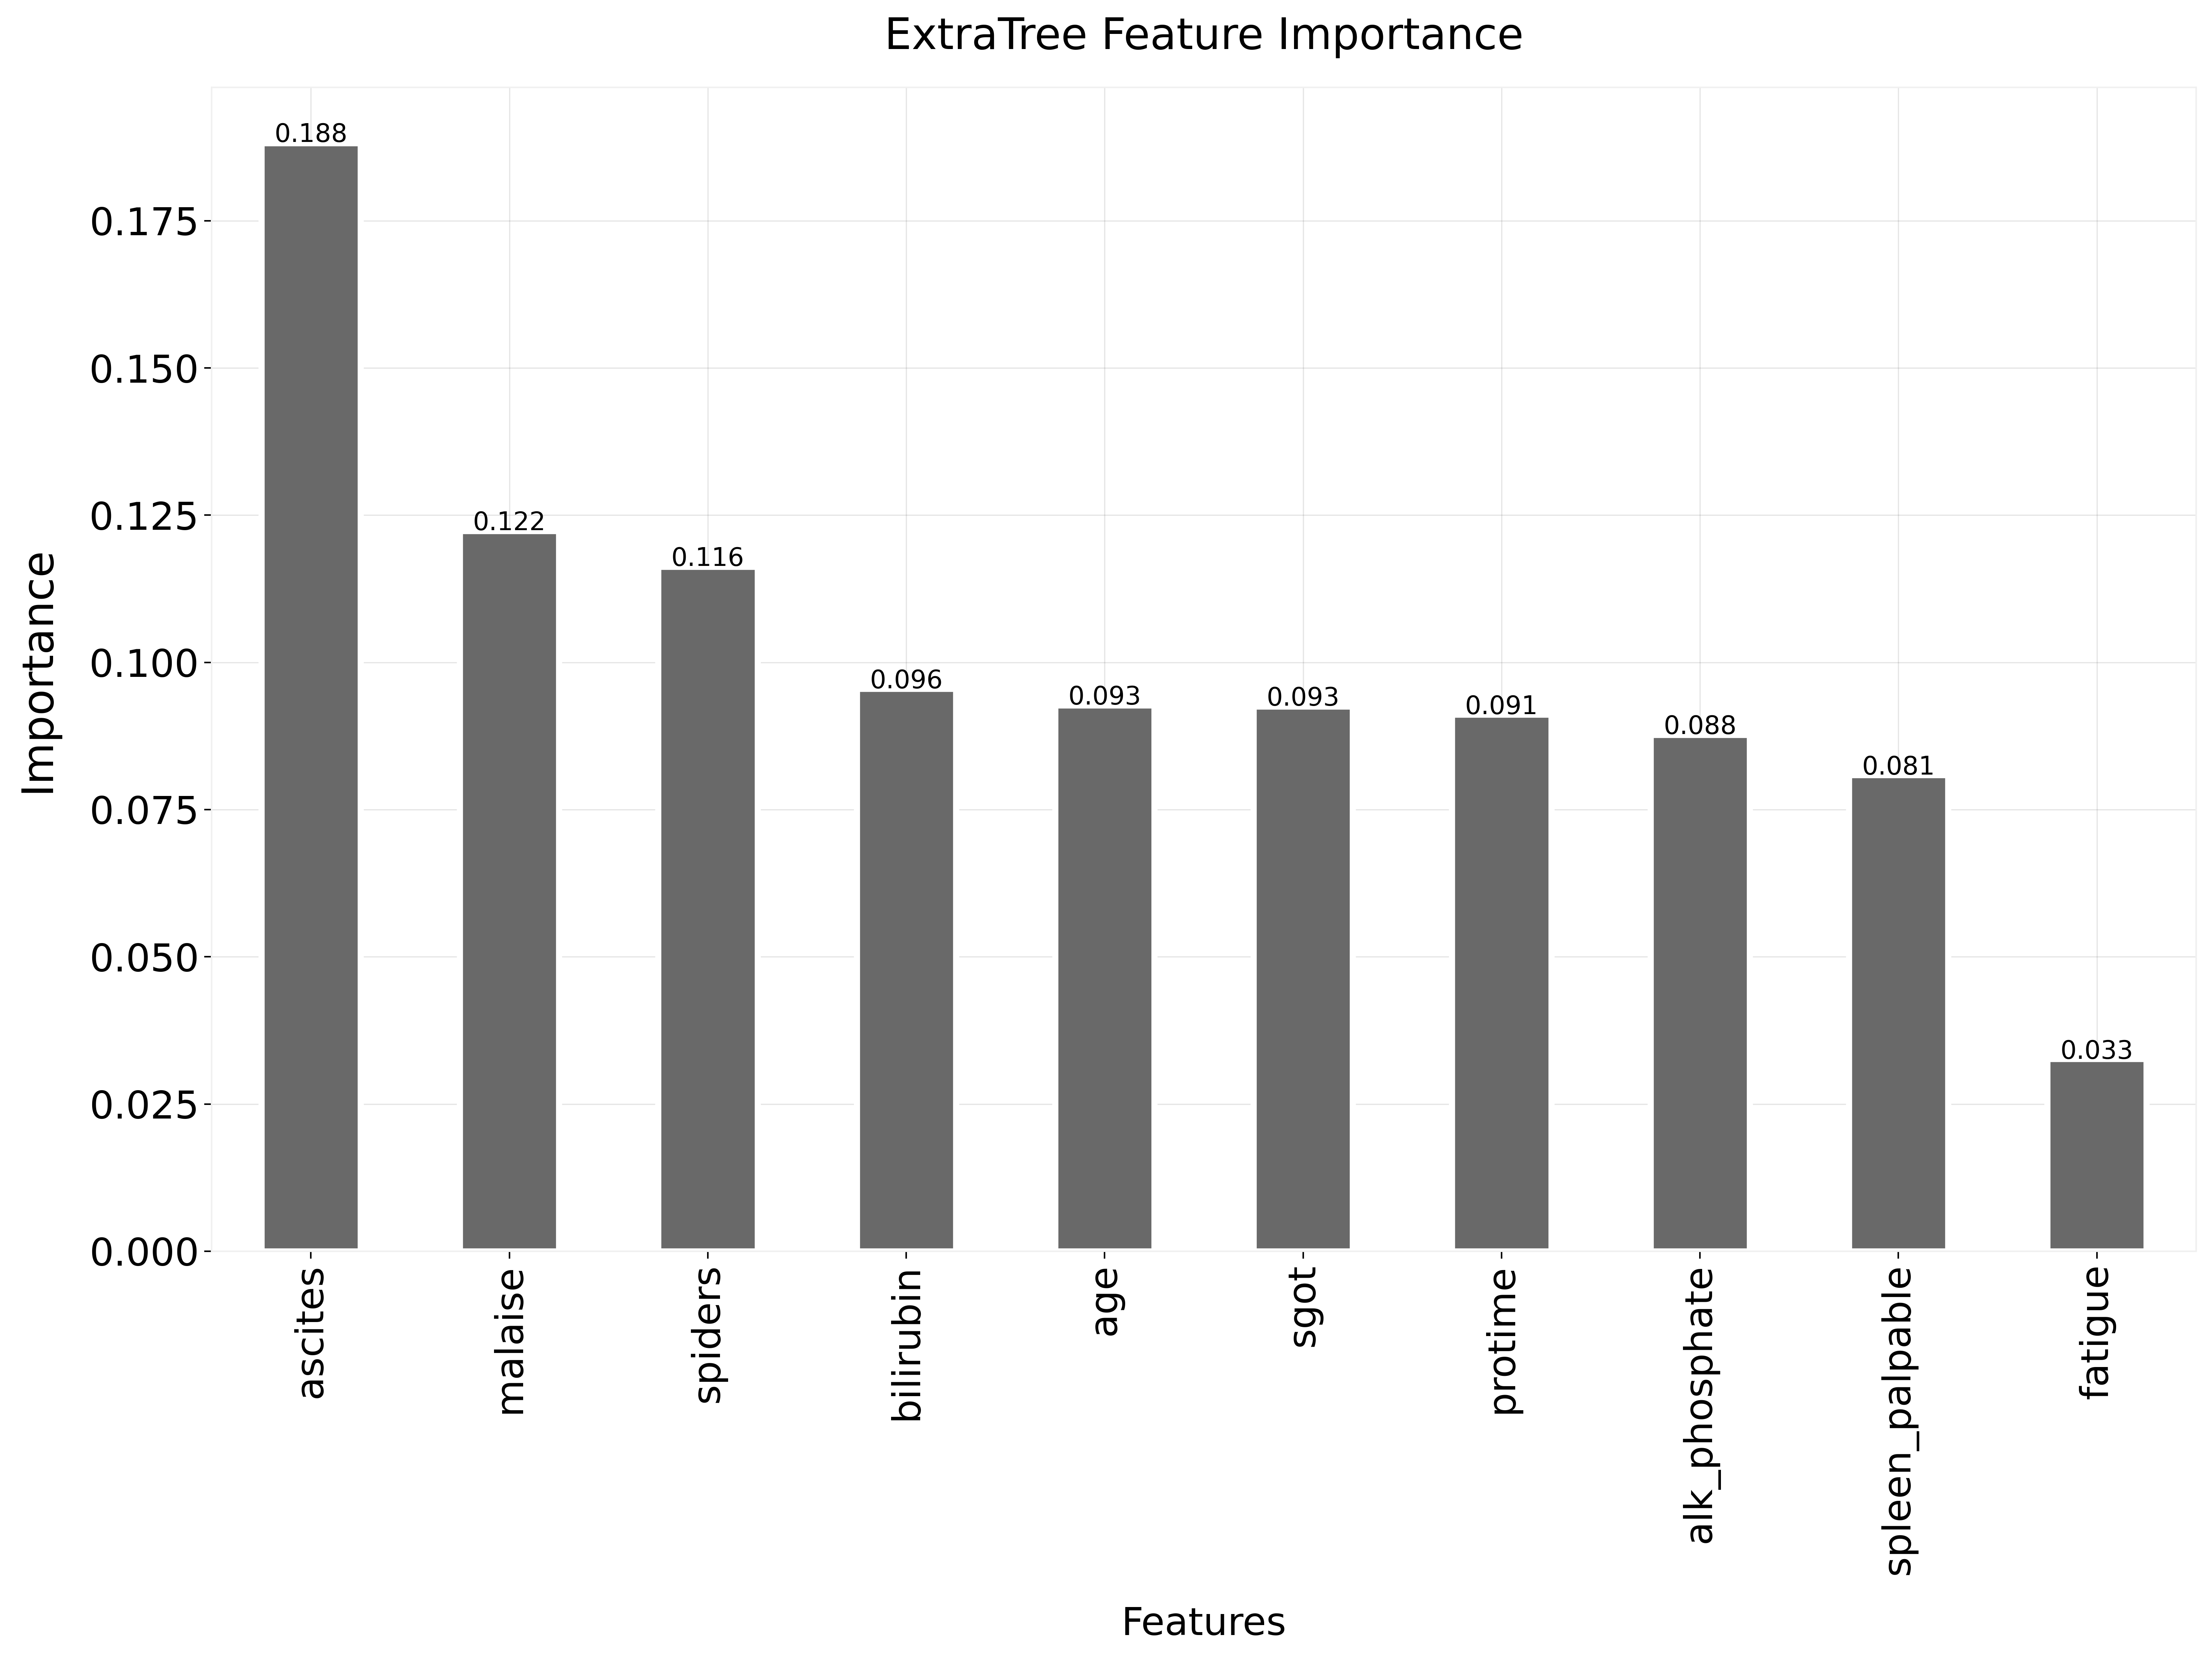 ExtraTree Feature Importance
Importance
0.175
0.150
0.125
0.100
0.075
0.050
0.025
0.000
0.188
0.122
0.116
0.096
0.093
0.093
0.091
0.088
0.081
0.033
ascites
malaise
spiders
bilirubin
age
sgot
protime
alk_phosphate
spleen_palpable
fatigue
Features